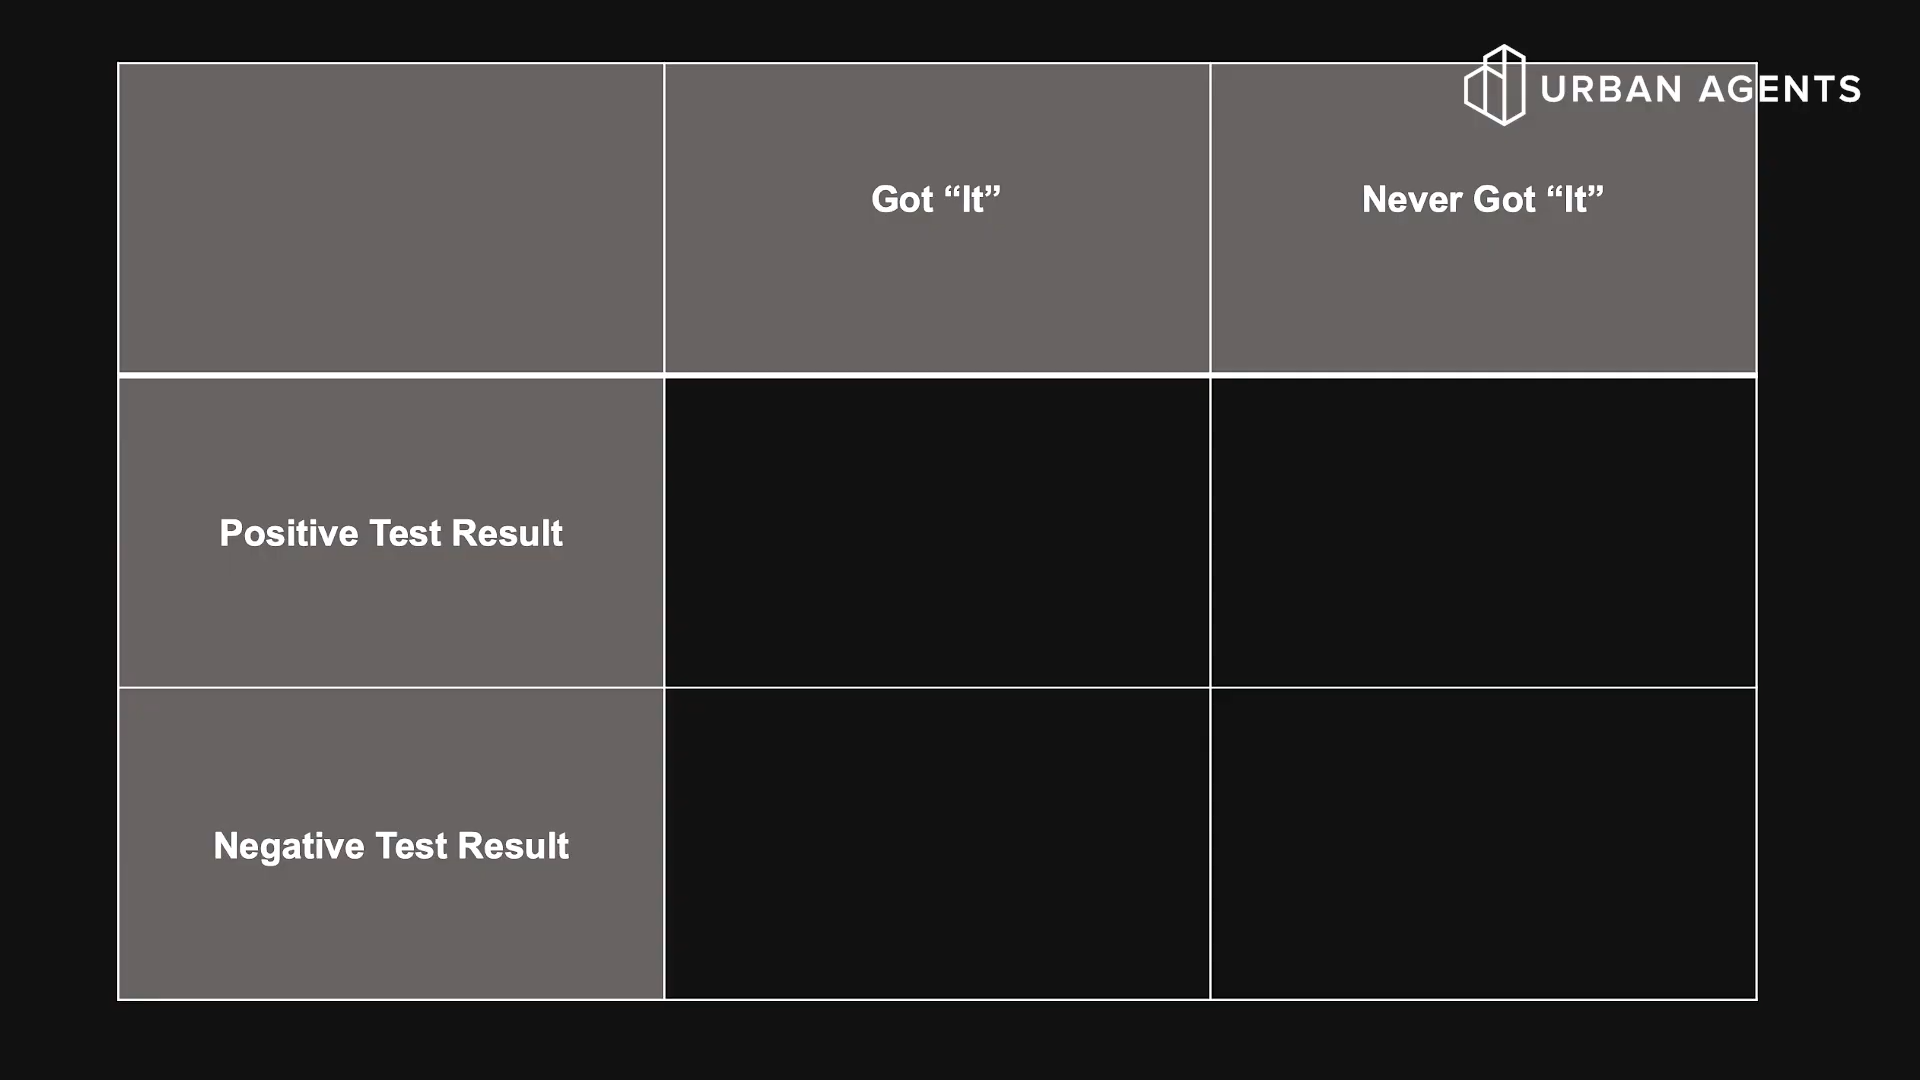 URBAN AGENTS
Got “It”
Never Got “It”
Positive Test Result
Negative Test Result